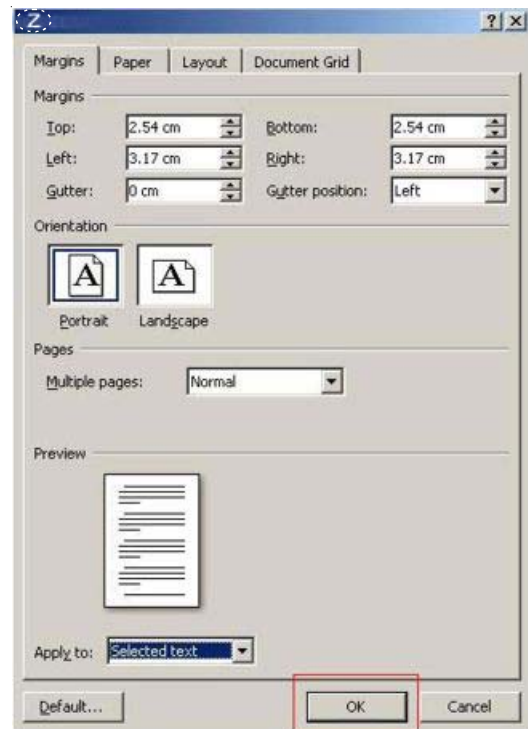 Z
Margins Paper Layout Document Grid
Margins
Top: 2.54 cm Bottom: 2.54 cm
Left: 3.17 cm Right: 3.17 cm
Gutter: 0 cm Gutter position: Left
Orientation
A A
Portrait Landscape
Pages
Multiple pages: Normal
Preview
Apply to: Selected text
Default... OK Cancel